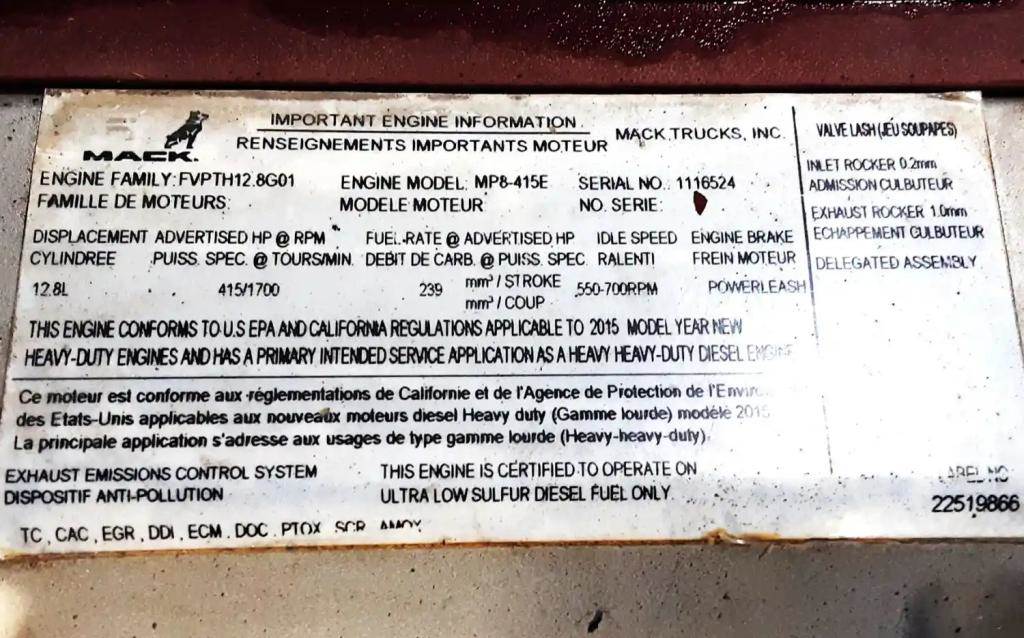 MACK.
IMPORTANT ENGINE INFORMATION
RENSEIGNEMENTS IMPORTANTS MOTEUR
MACK TRUCKS, INC.
ENGINE FAMILY: FVPTH12.8G01 ENGINE MODEL: MP8-415E SERIAL NO.: 1116524
FAMILLE DE MOTEURS: MODELE MOTEUR NO. SERIE:
DISPLACEMENT ADVERTISED HP @ RPM FUEL-RATE @ ADVERTISED HP IDLE SPEED ENGINE BRAKE
CYLINDREE PUISS. SPEC. @ TOURS/MIN. DEBIT DE CARB. @ PUISS. SPEC. RALENTI FREIN MOTEUR
12.8L 415/1700 239 mm³ / STROKE 550-700RPM POWERLEASH
mm³ / COUP
THIS ENGINE CONFORMS TO U.S EPA AND CALIFORNIA REGULATIONS APPLICABLE TO 2015 MODEL YEAR NEW
HEAVY-DUTY ENGINES AND HAS A PRIMARY INTENDED SERVICE APPLICATION AS A HEAVY HEAVY-DUTY DIESEL ENGINE
Ce moteur est conforme aux réglementations de Californie et de l'Agence de Protection de l'Enviro
des Etats-Unis applicables aux nouveaux moteurs diesel Heavy duty (Gamme lourde) modèle 2015
La principale application s'adresse aux usages de type gamme lourde (Heavy-heavy-duty).
EXHAUST EMISSIONS CONTROL SYSTEM THIS ENGINE IS CERTIFIED TO OPERATE ON
DISPOSITIF ANTI-POLLUTION ULTRA LOW SULFUR DIESEL FUEL ONLY.
TC , CAC , EGR , DDI , ECM , DOC , PTOX , SCR , AMOX
VALVE LASH (JEU SOUPAPES)
INLET ROCKER 0.2mm
ADMISSION CULBUTEUR
EXHAUST ROCKER 1.0mm
ECHAPPEMENT CULBUTEUR
DELEGATED ASSEMBLY
22519866